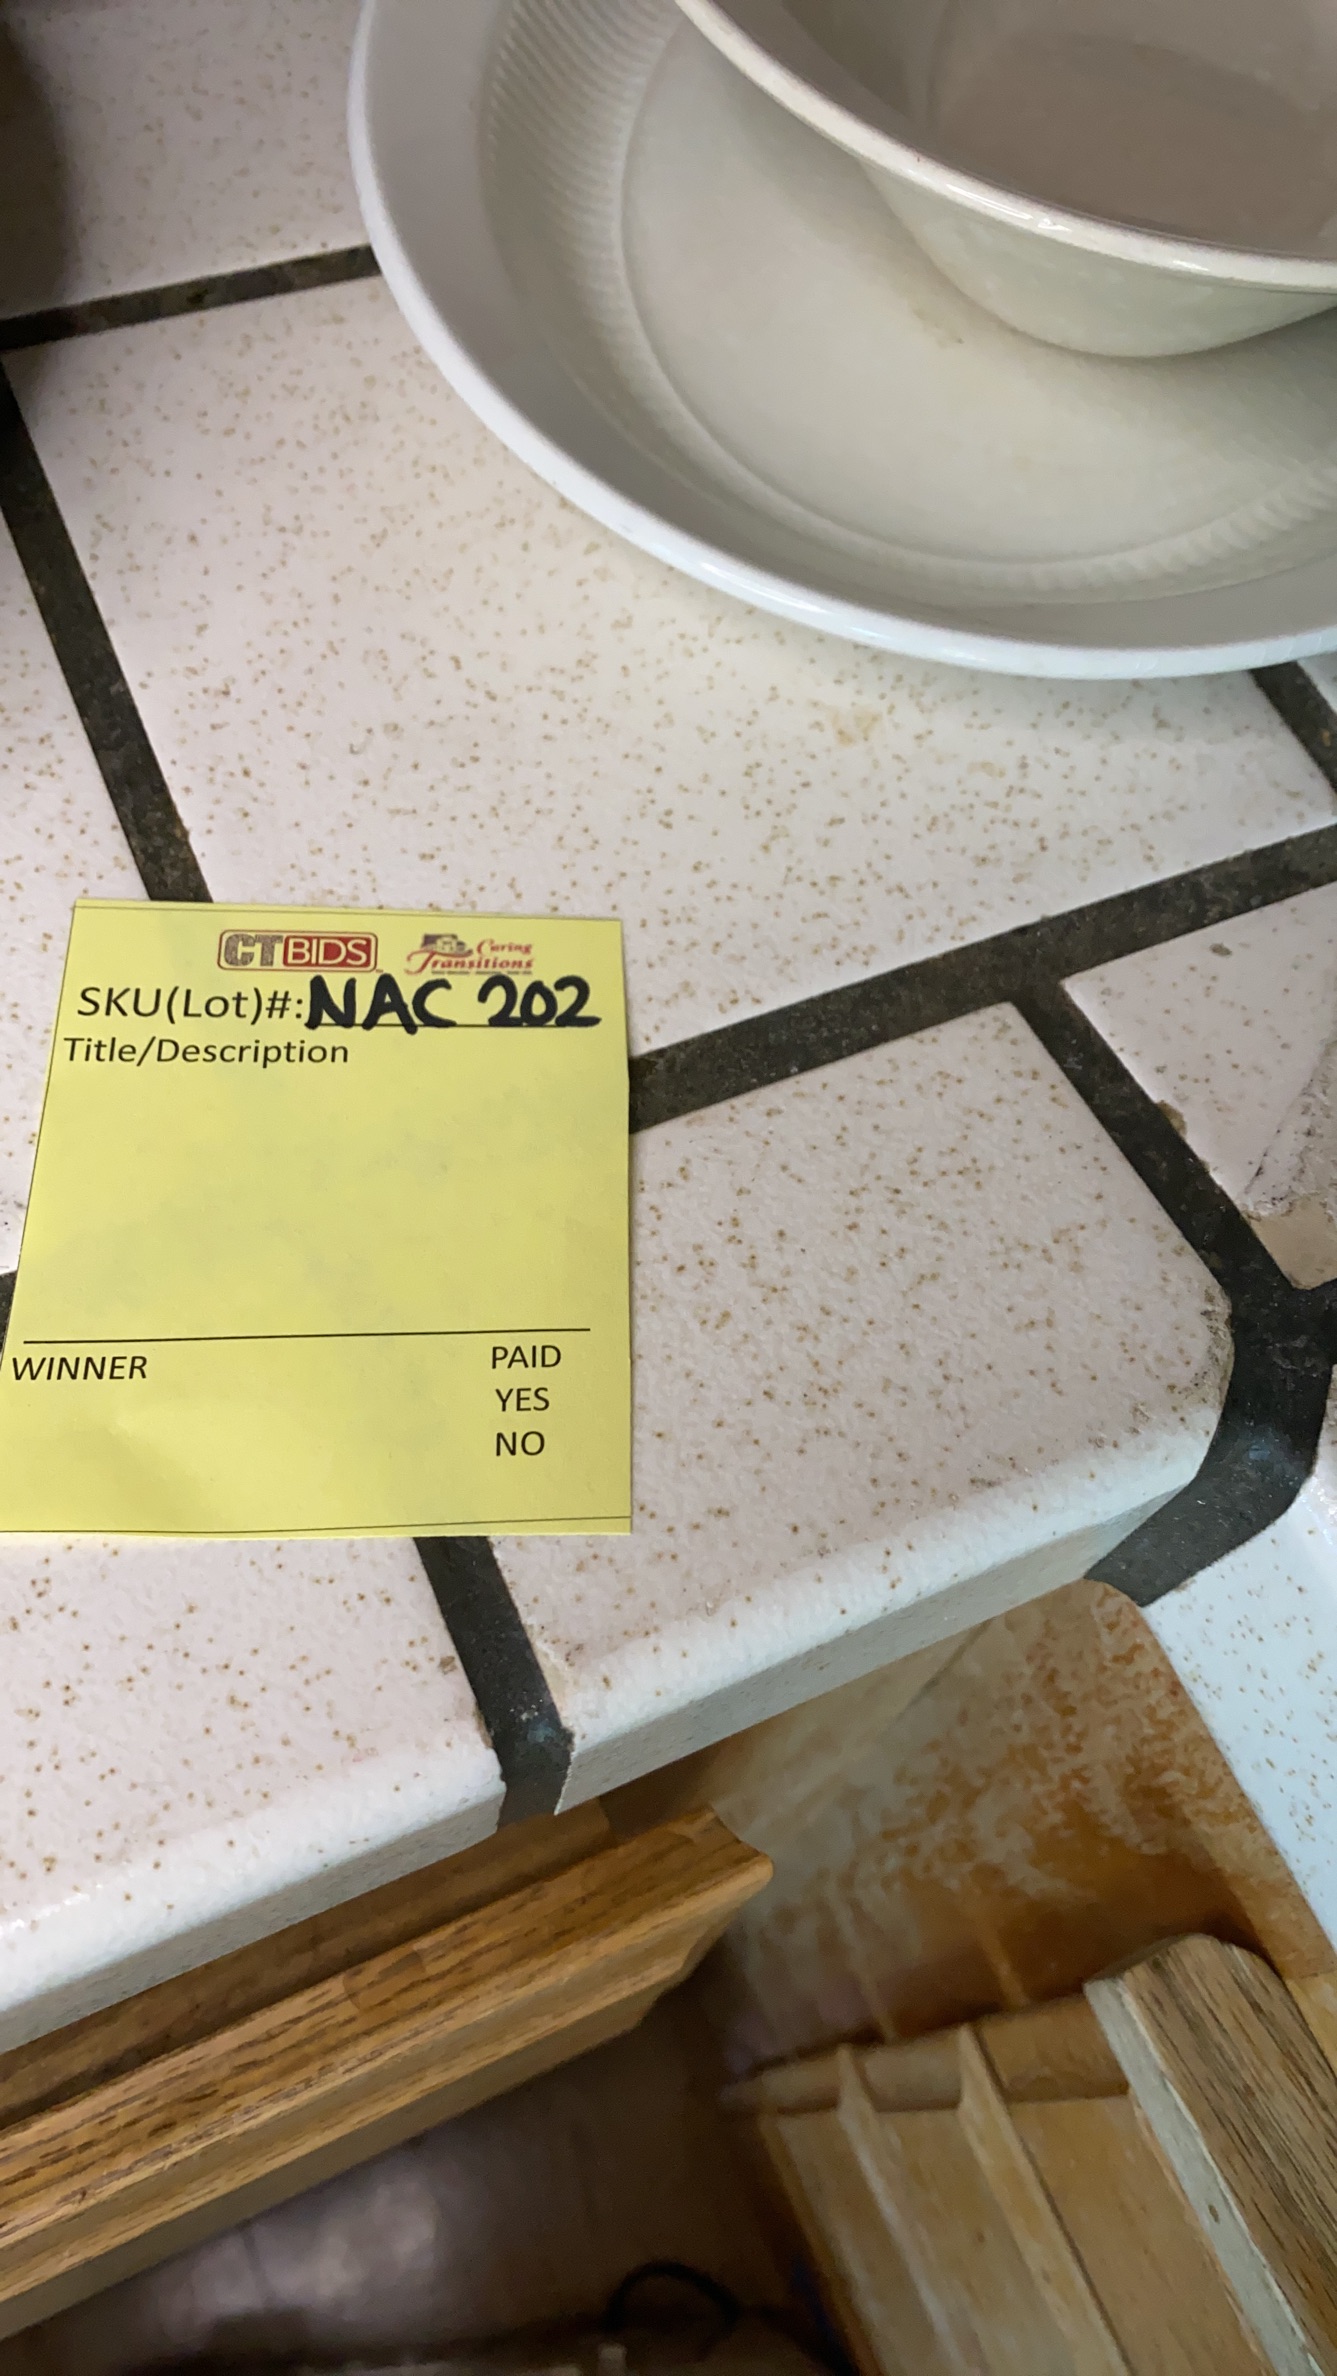 CTBIDS Caring Transitions
SKU(Lot)#: NAC 202
Title/Description
WINNER PAID
YES
NO